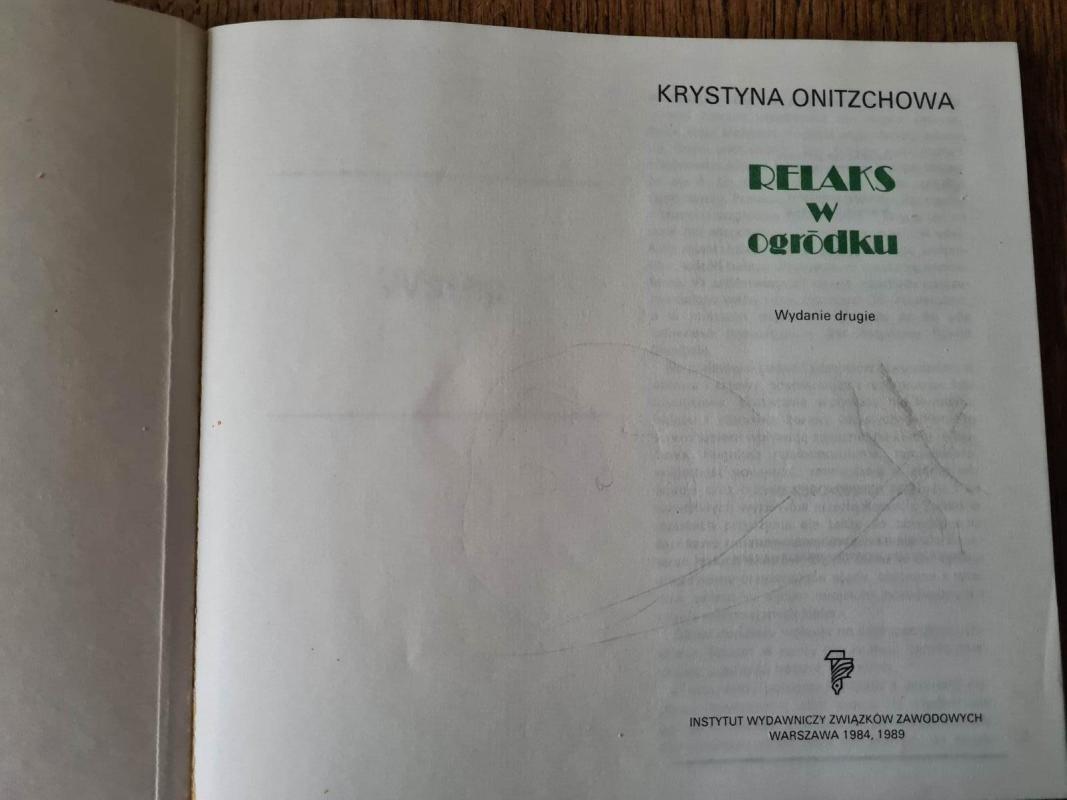 KRYSTYNA ONITZCHOWA
RELAKS
w
ogródku
Wydanie drugie
INSTYTUT WYDAWNICZY ZWIĄZKÓW ZAWODOWYCH
WARSZAWA 1984, 1989